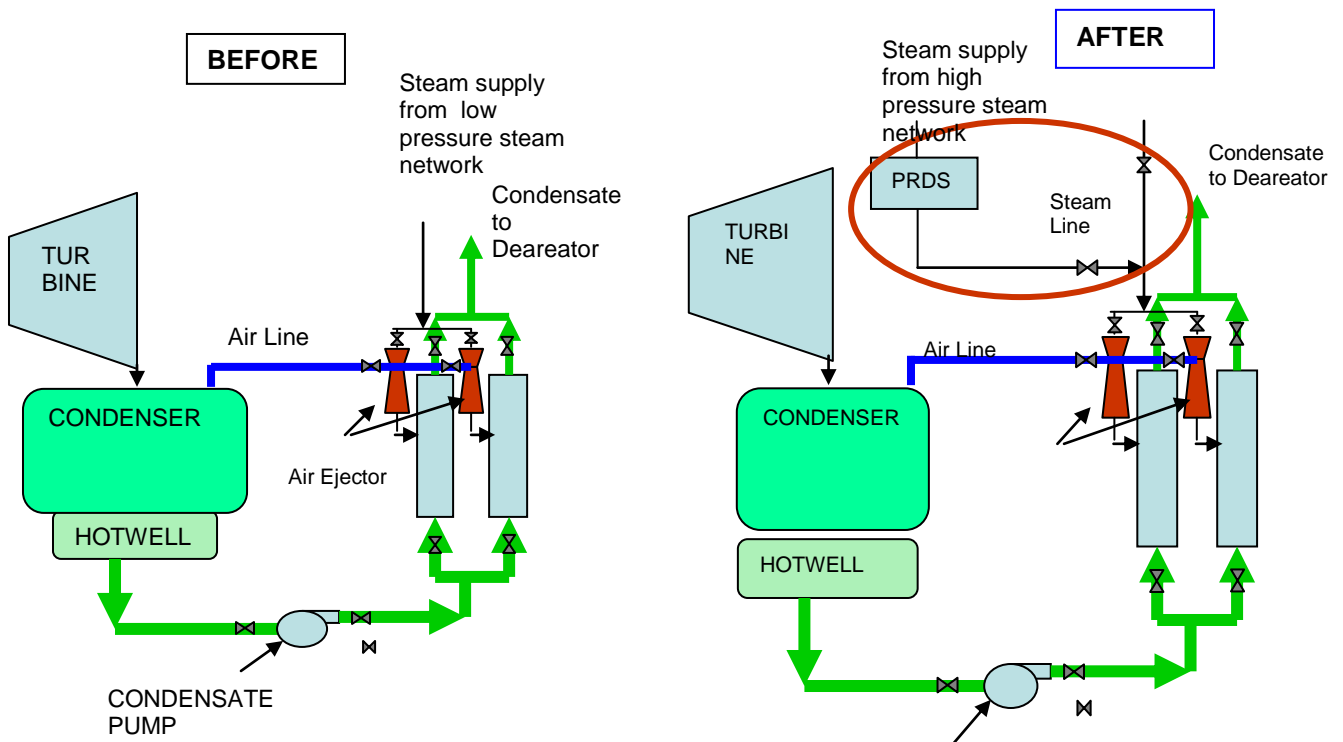 BEFORE
Steam supply
from low
pressure steam
network
Condensate
to
Deareator
TUR
BINE
Air Line
CONDENSER
Air Ejector
HOTWELL
CONDENSATE
PUMP
AFTER
Steam supply
from high
pressure steam
network
PRDS
Condensate
to Deareator
Steam
Line
TURBI
NE
Air Line
CONDENSER
HOTWELL